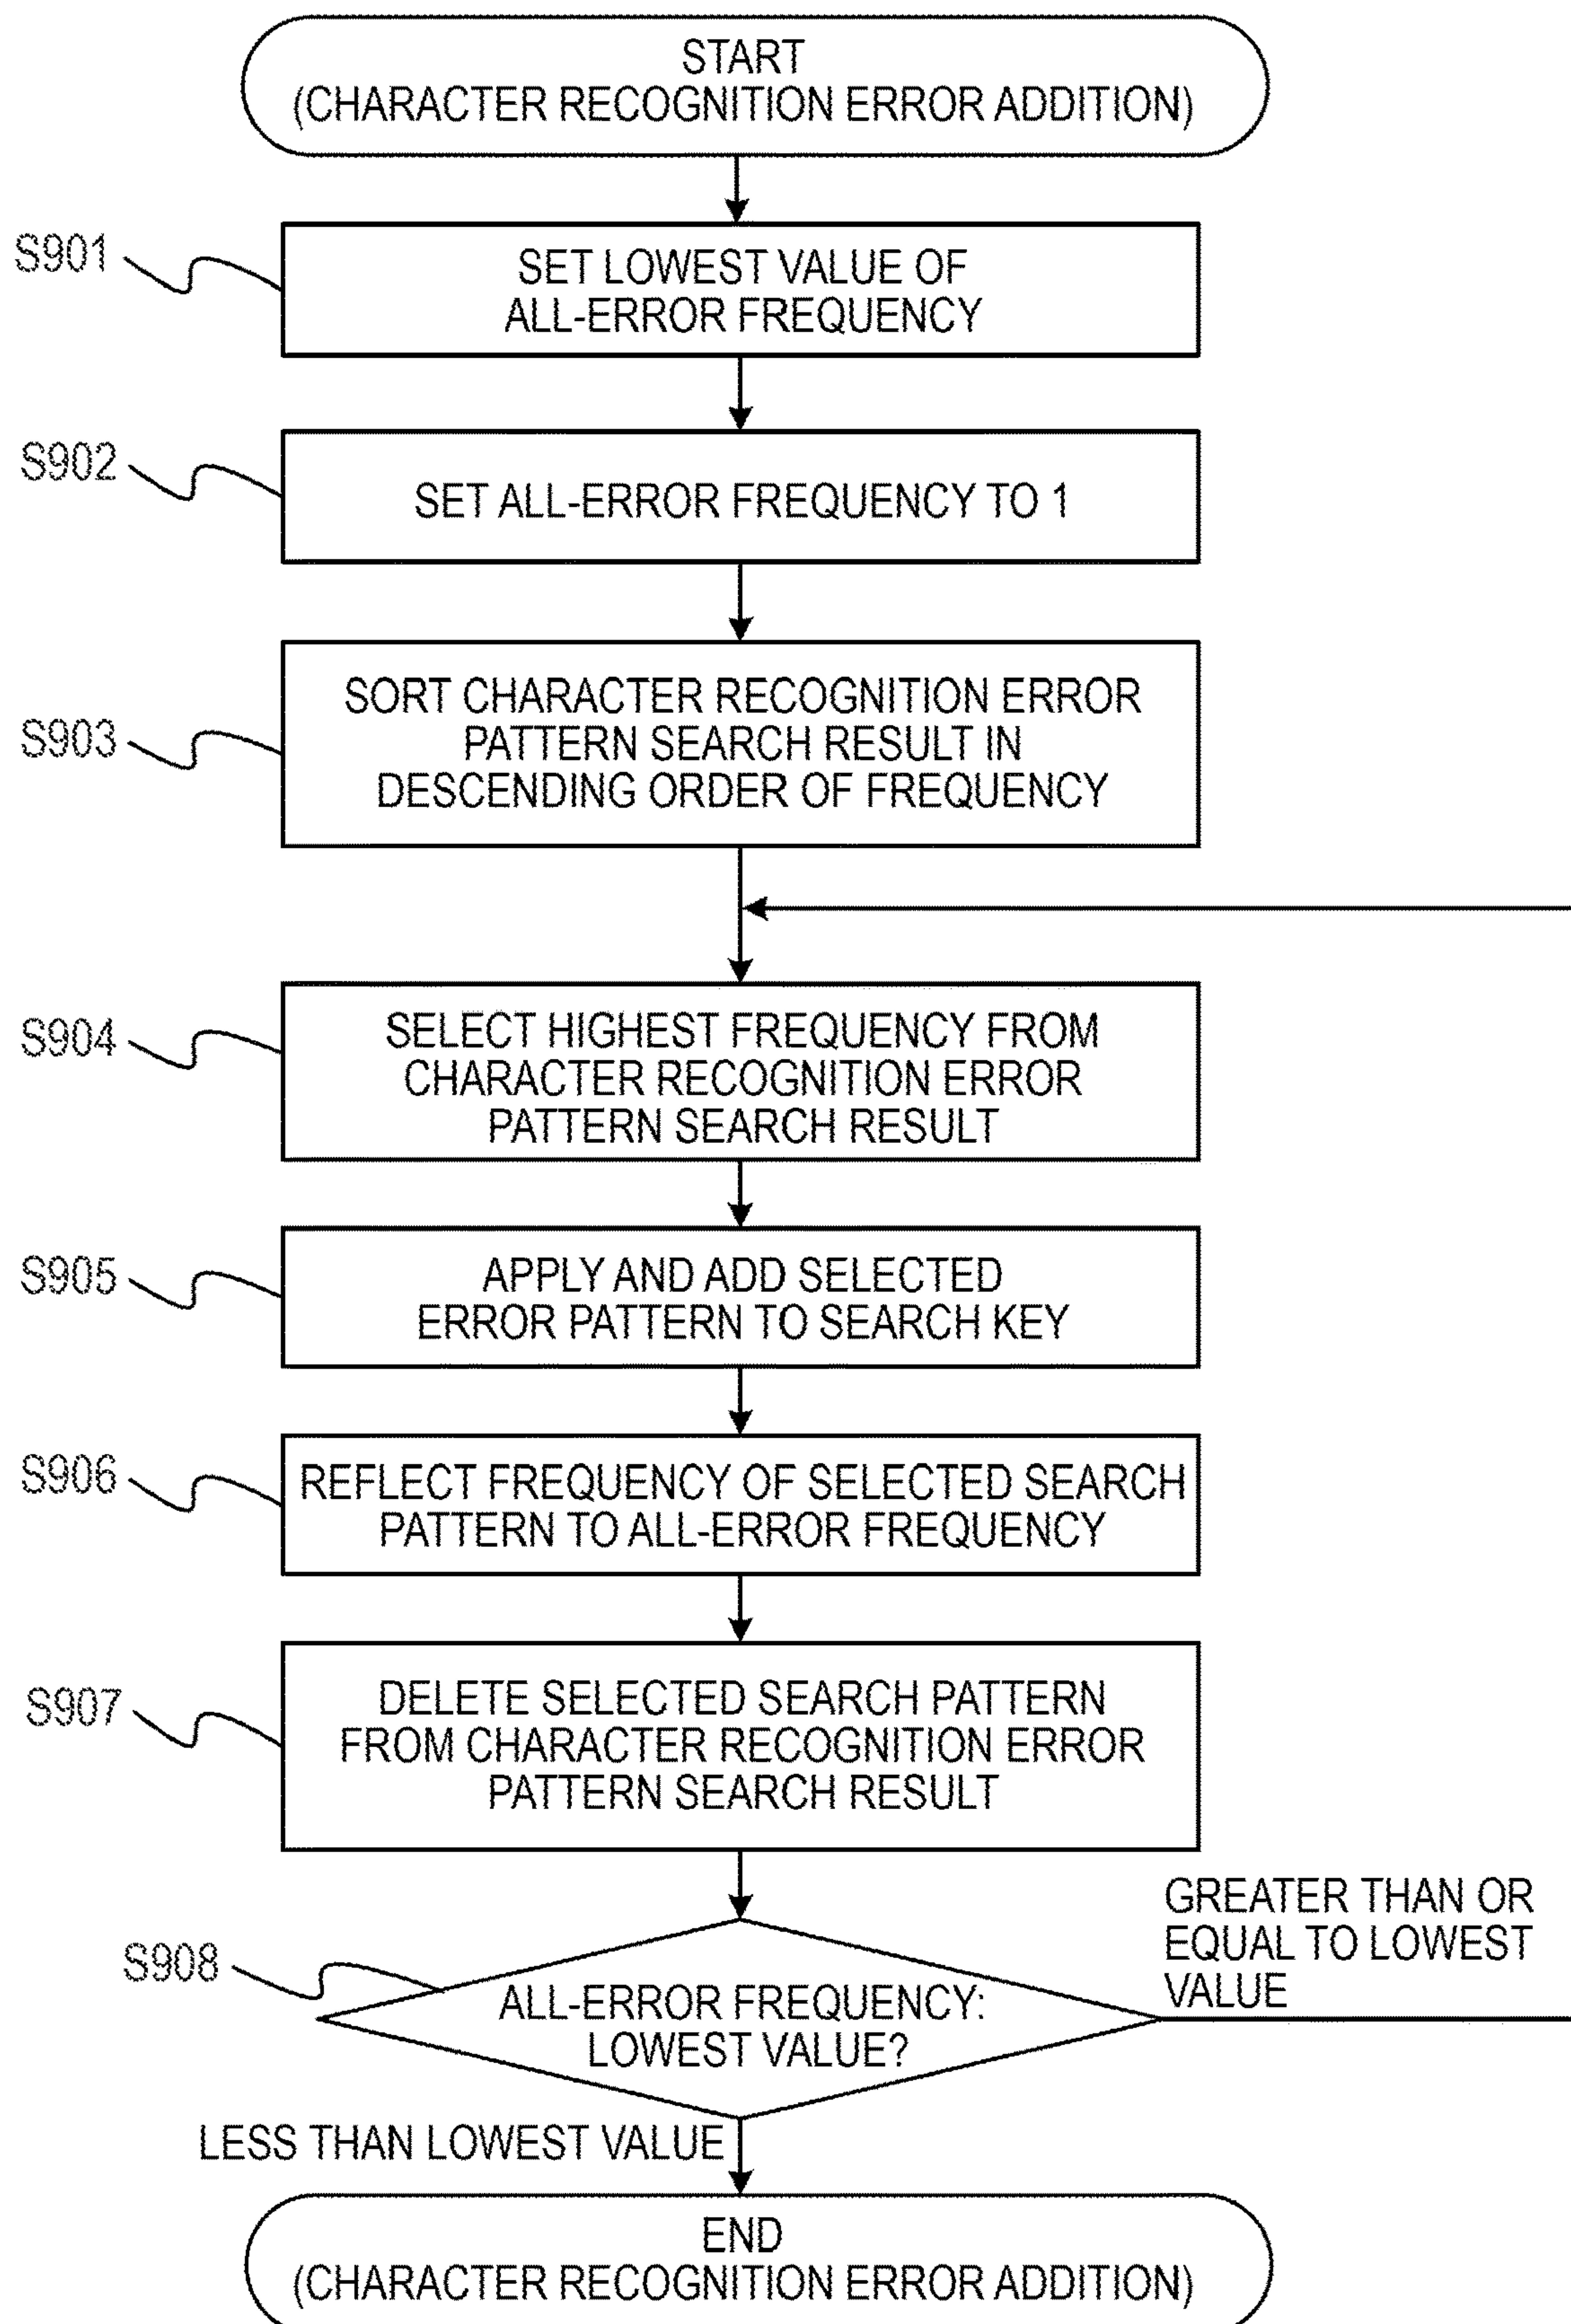 START
(CHARACTER RECOGNITION ERROR ADDITION)
S901
SET LOWEST VALUE OF
ALL-ERROR FREQUENCY
S902
SET ALL-ERROR FREQUENCY TO 1
S903
SORT CHARACTER RECOGNITION ERROR
PATTERN SEARCH RESULT IN
DESCENDING ORDER OF FREQUENCY
S904
SELECT HIGHEST FREQUENCY FROM
CHARACTER RECOGNITION ERROR
PATTERN SEARCH RESULT
S905
APPLY AND ADD SELECTED
ERROR PATTERN TO SEARCH KEY
S906
REFLECT FREQUENCY OF SELECTED SEARCH
PATTERN TO ALL-ERROR FREQUENCY
S907
DELETE SELECTED SEARCH PATTERN
FROM CHARACTER RECOGNITION ERROR
PATTERN SEARCH RESULT
S908
ALL-ERROR FREQUENCY:
LOWEST VALUE?
GREATER THAN OR
EQUAL TO LOWEST
VALUE
LESS THAN LOWEST VALUE
END
(CHARACTER RECOGNITION ERROR ADDITION)